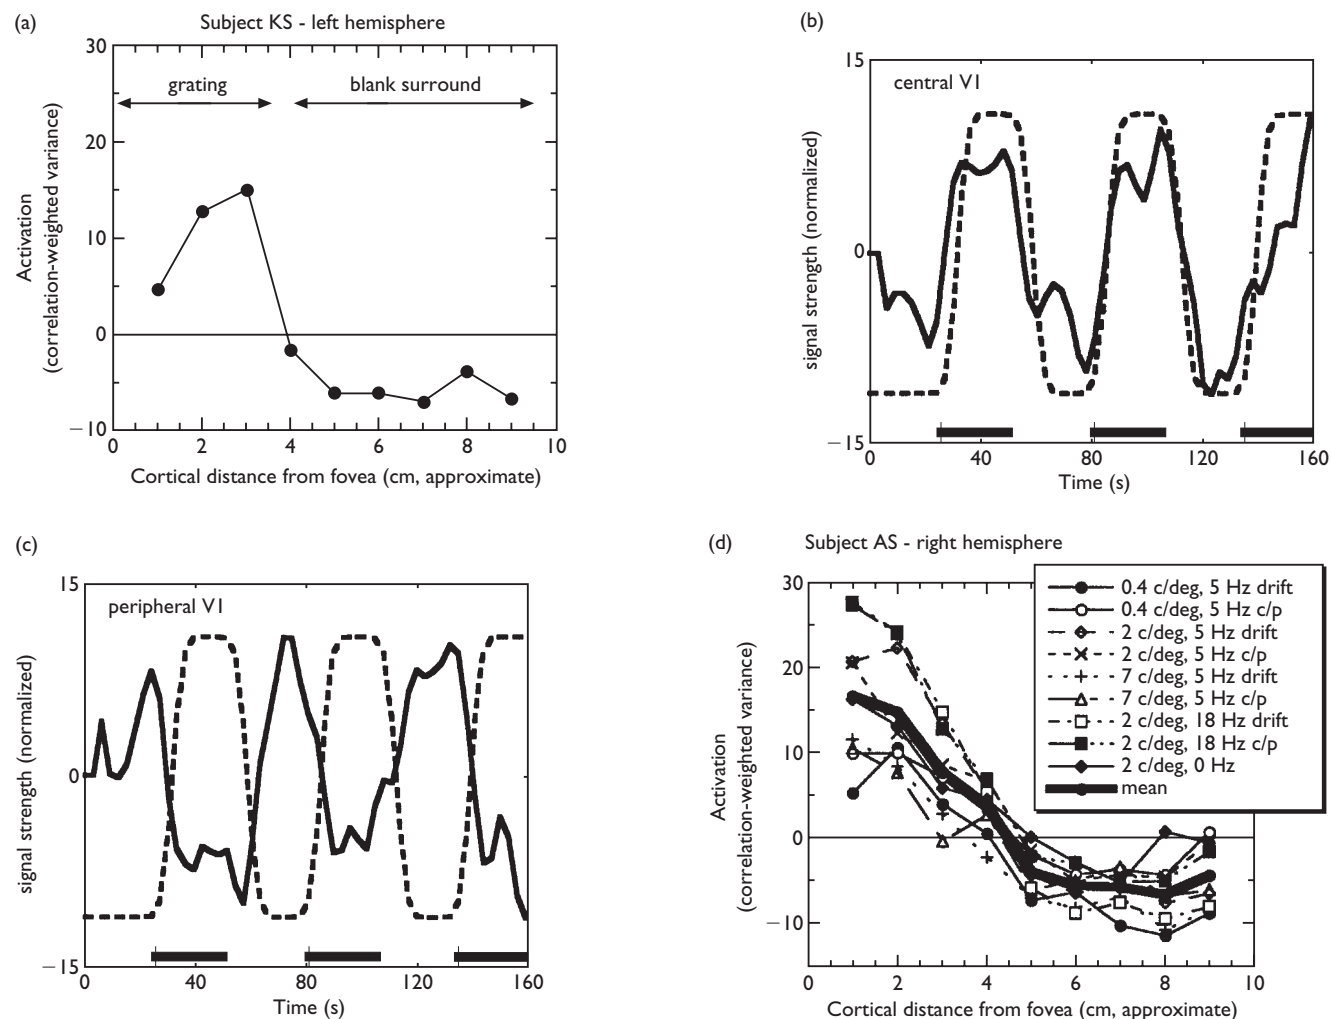 (a)
Subject KS - left hemisphere
30
20
10
0
−10
Activation
(correlation-weighted variance)
grating
blank surround
0 2 4 6 8 10
Cortical distance from fovea (cm, approximate)
(b)
15
0
−15
signal strength (normalized)
central V1
0 40 80 120 160
Time (s)
(c)
15
0
−15
signal strength (normalized)
peripheral V1
0 40 80 120 160
Time (s)
(d)
Subject AS - right hemisphere
30
20
10
0
−10
Activation
(correlation-weighted variance)
0.4 c/deg, 5 Hz drift
0.4 c/deg, 5 Hz c/p
2 c/deg, 5 Hz drift
2 c/deg, 5 Hz c/p
7 c/deg, 5 Hz drift
7 c/deg, 5 Hz c/p
2 c/deg, 18 Hz drift
2 c/deg, 18 Hz c/p
2 c/deg, 0 Hz
mean
0 2 4 6 8 10
Cortical distance from fovea (cm, approximate)